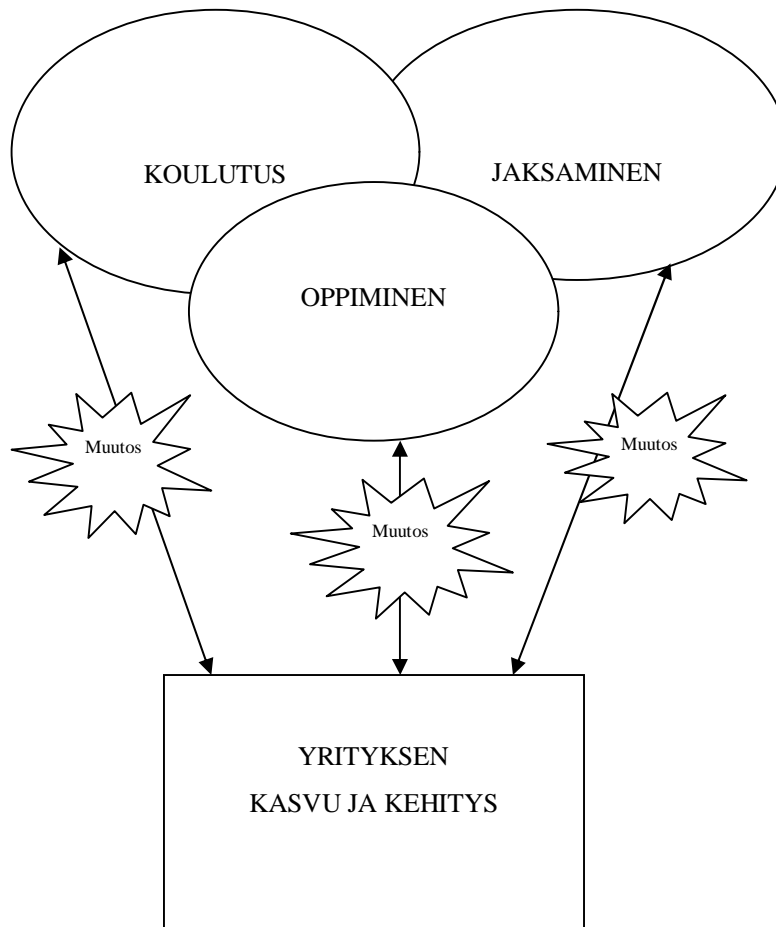 KOULUTUS
JAKSAMINEN
OPPIMINEN
Muutos
Muutos
Muutos
YRITYKSEN
KASVU JA KEHITYS